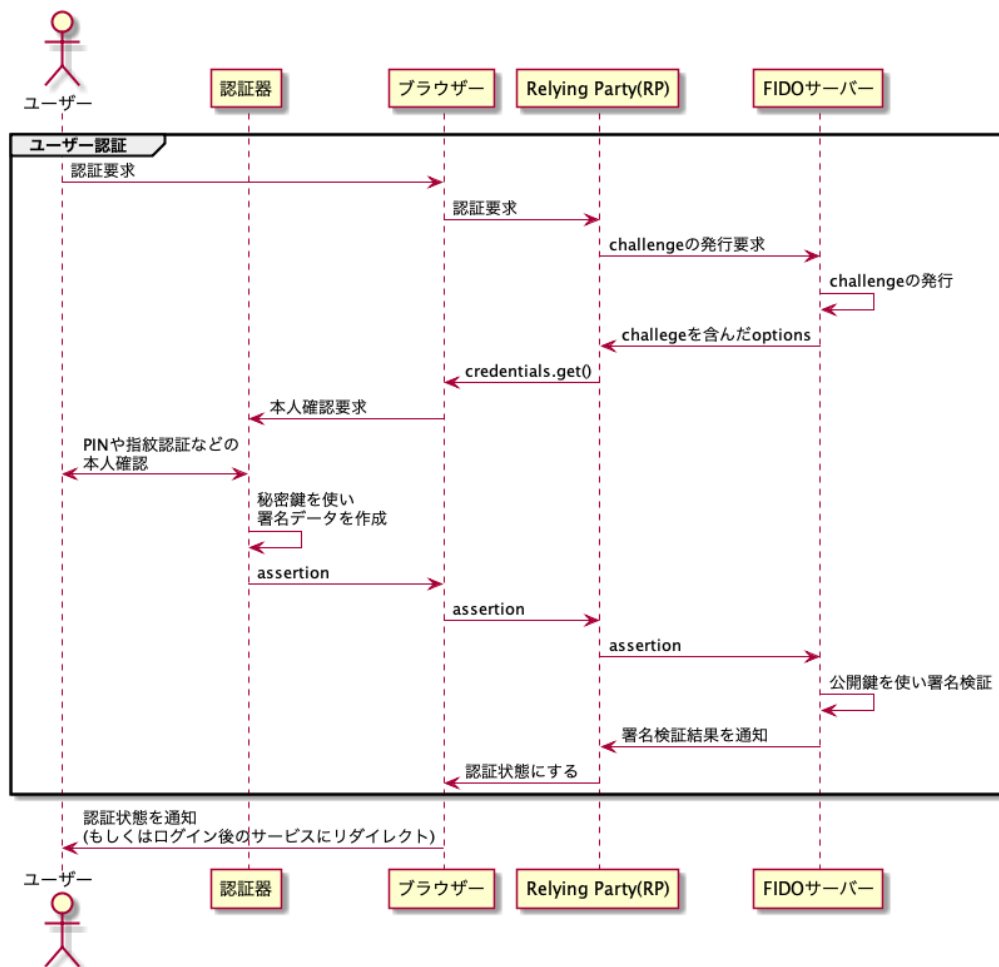 ユーザー
認証器
ブラウザー
Relying Party(RP)
FIDOサーバー
ユーザー認証
認証要求
認証要求
challengeの発行要求
challengeの発行
challegeを含んだoptions
credentials.get()
本人確認要求
PINや指紋認証などの
本人確認
秘密鍵を使い
署名データを作成
assertion
assertion
assertion
公開鍵を使い署名検証
署名検証結果を通知
認証状態にする
認証状態を通知
(もしくはログイン後のサービスにリダイレクト)
ユーザー
認証器
ブラウザー
Relying Party(RP)
FIDOサーバー